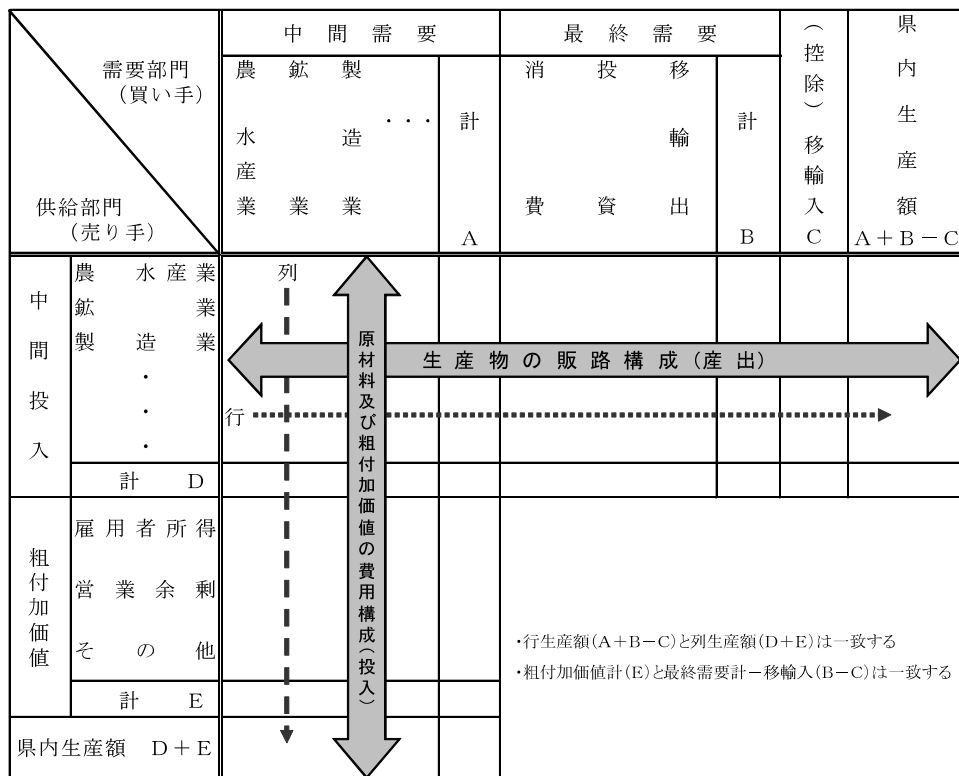 需要部門
(買い手)
供給部門
(売り手)
中間需要
農水産業
鉱業
製造業
・・・
計
A
最終需要
消費
投資
移輸出
計
B
(控除)移輸入
C
県内生産額
A+B-C
中間投入
農水産業
鉱業
製造業
・
・
・
計 D
粗付加価値
雇用者所得
営業余剰
その他
計 E
県内生産額 D+E
列
行
生産物の販路構成(産出)
原材料及び粗付加価値の費用構成(投入)
・行生産額(A+B-C)と列生産額(D+E)は一致する
・粗付加価値計(E)と最終需要計-移輸入(B-C)は一致する